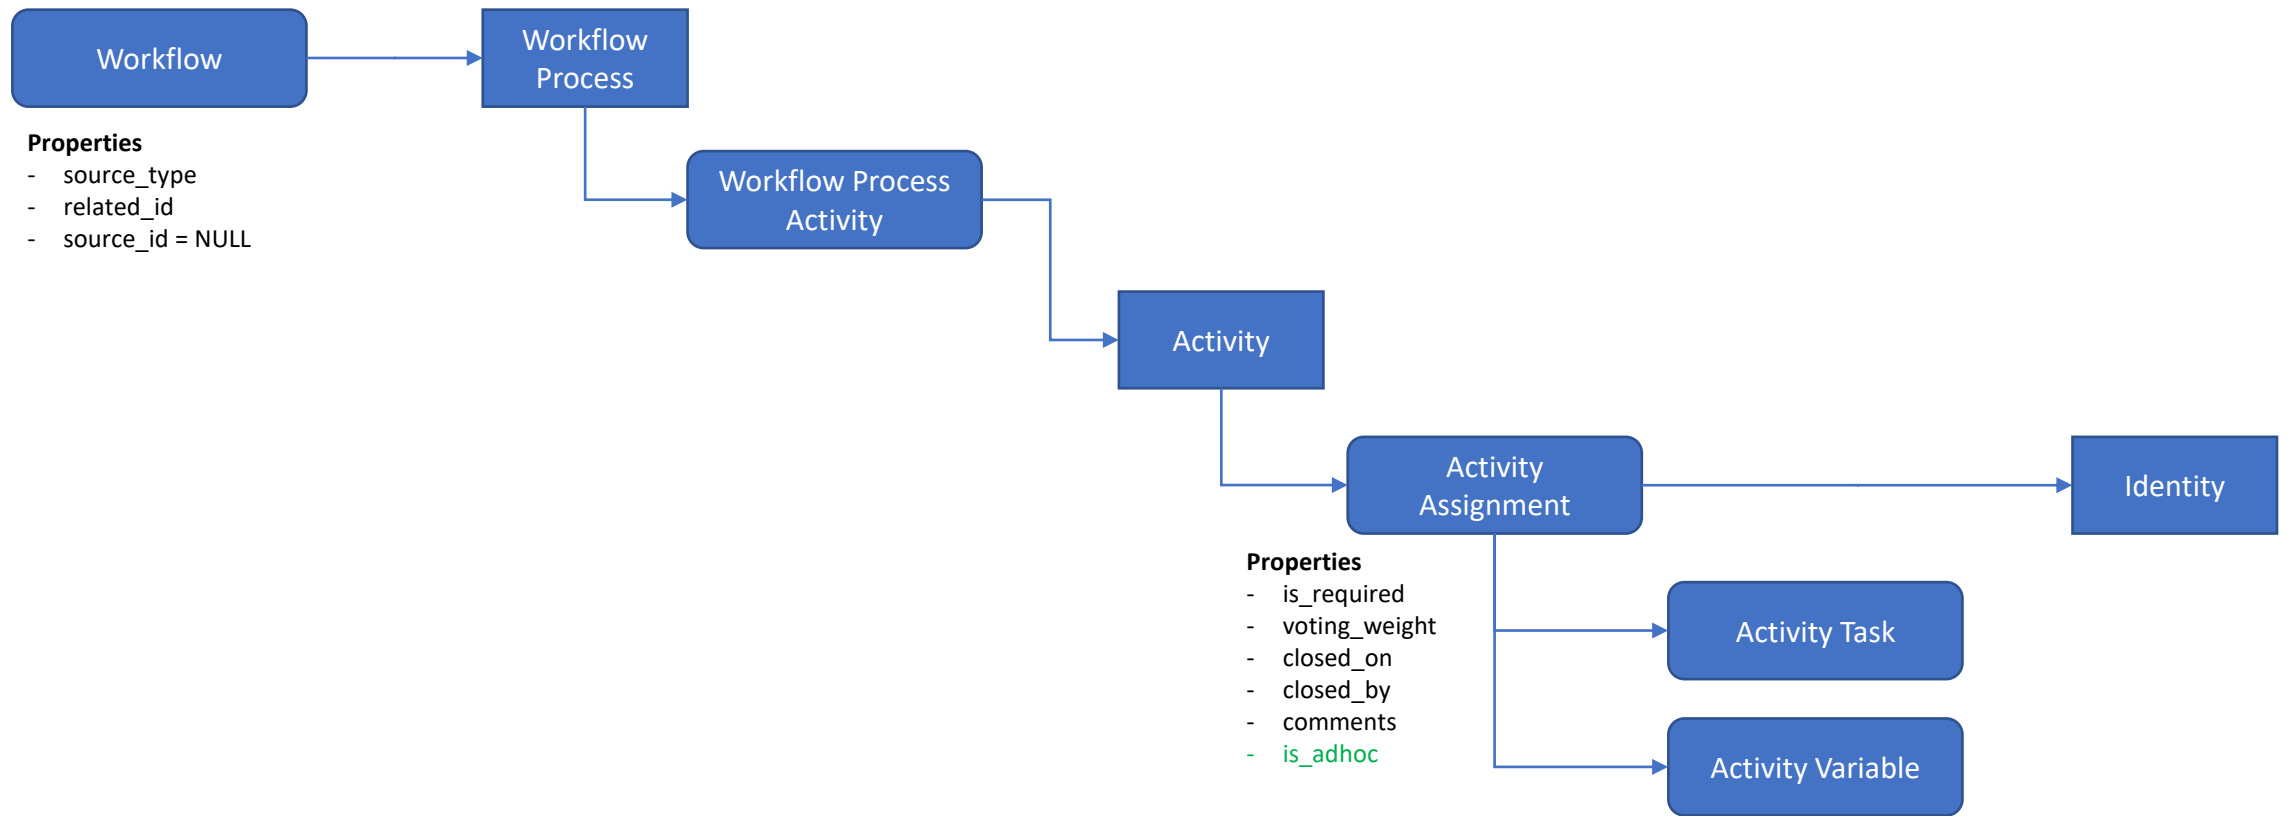 Workflow
Workflow
Process
Properties
- source_type
- related_id
- source_id = NULL
Workflow Process
Activity
Activity
Activity
Assignment
Identity
Properties
- is_required
- voting_weight
- closed_on
- closed_by
- comments
- is_adhoc
Activity Task
Activity Variable